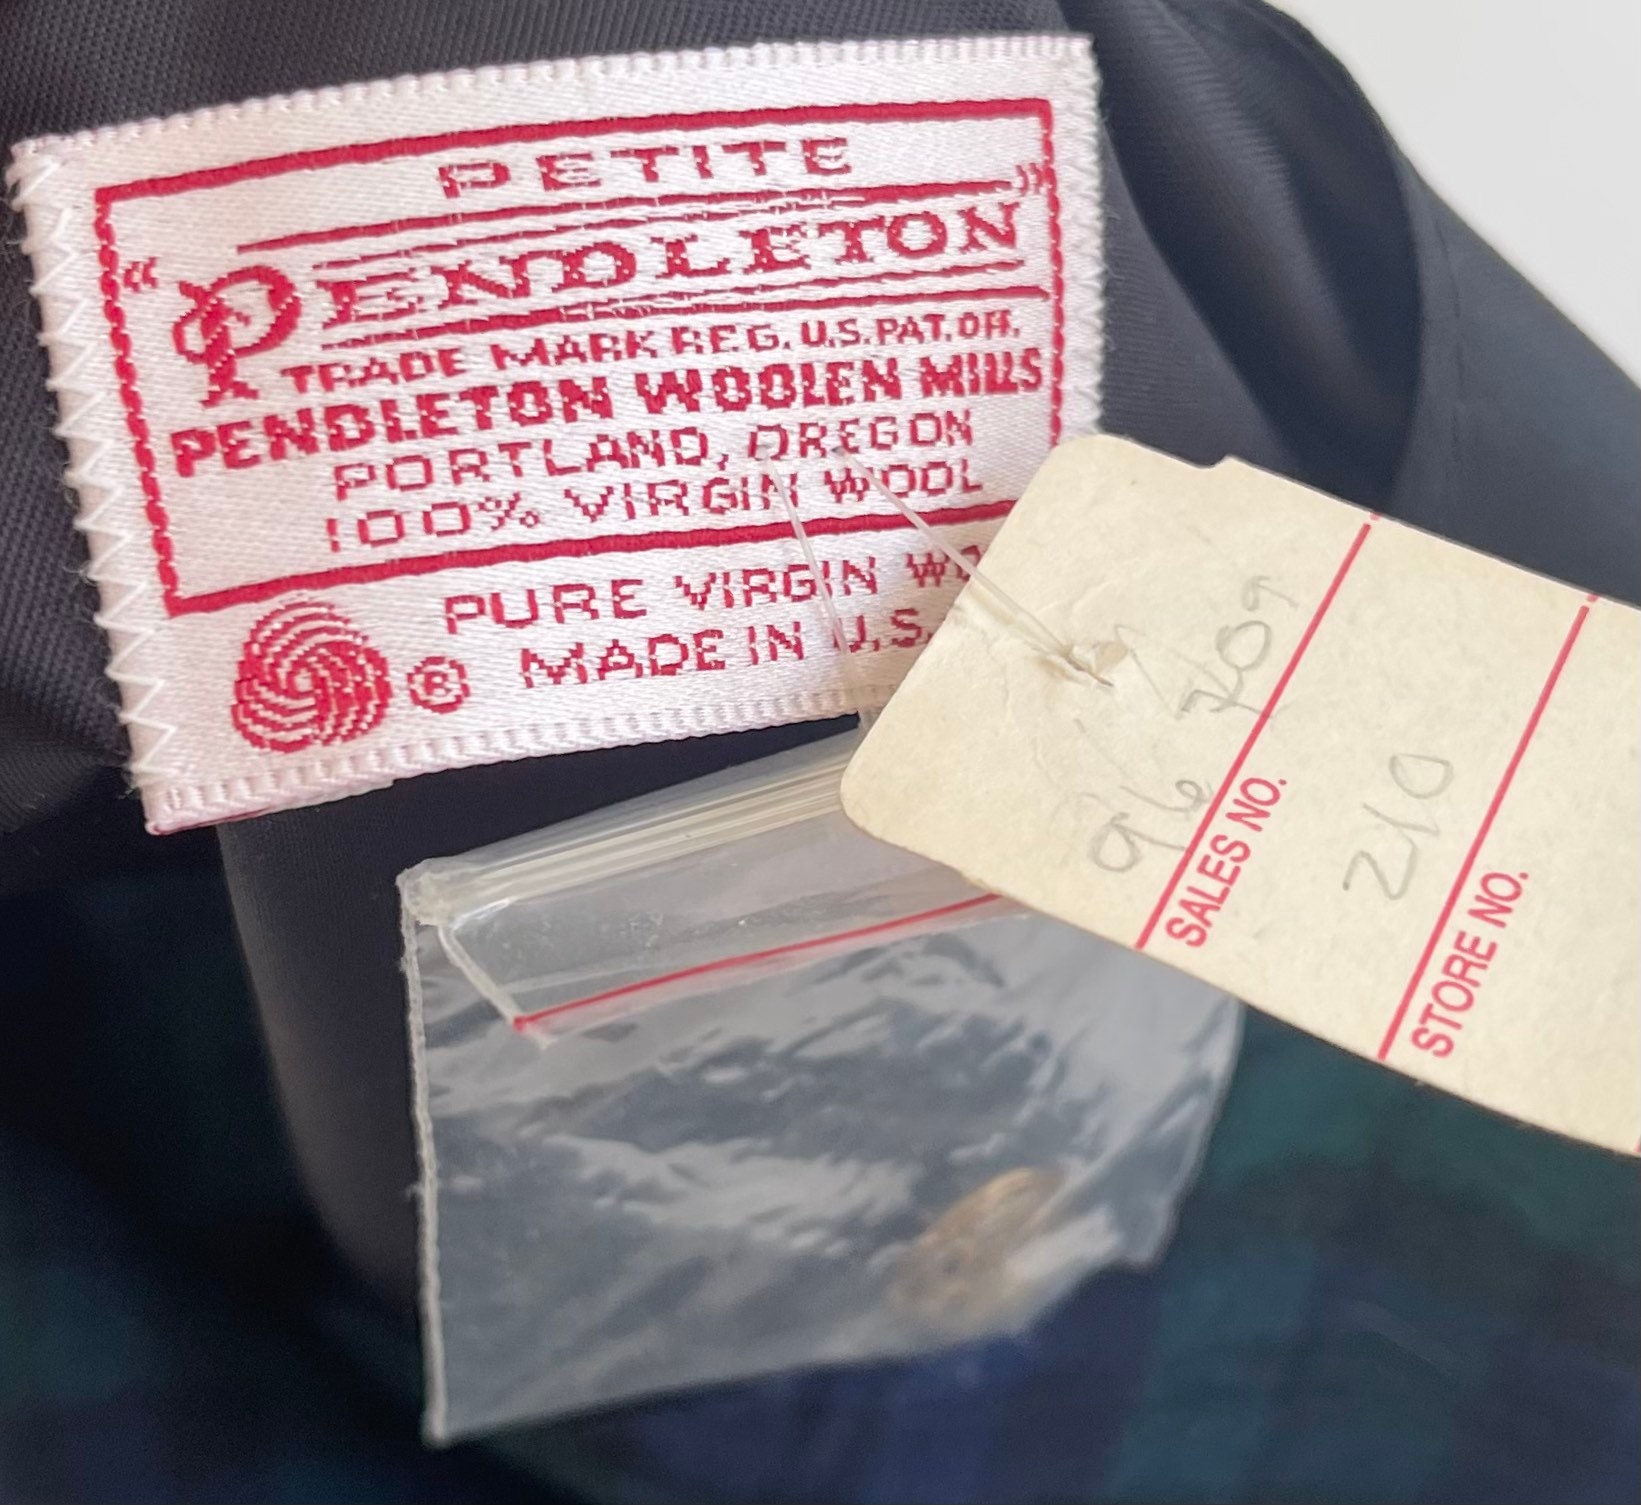 PETITE
"PENDLETON"
TRADE MARK REG. U.S. PAT. OFF.
PENDLETON WOOLEN MILLS
PORTLAND, OREGON
100% VIRGIN WOOL
PURE VIRGIN WO
® MADE IN U.S.
SALES NO.
210
STORE NO.